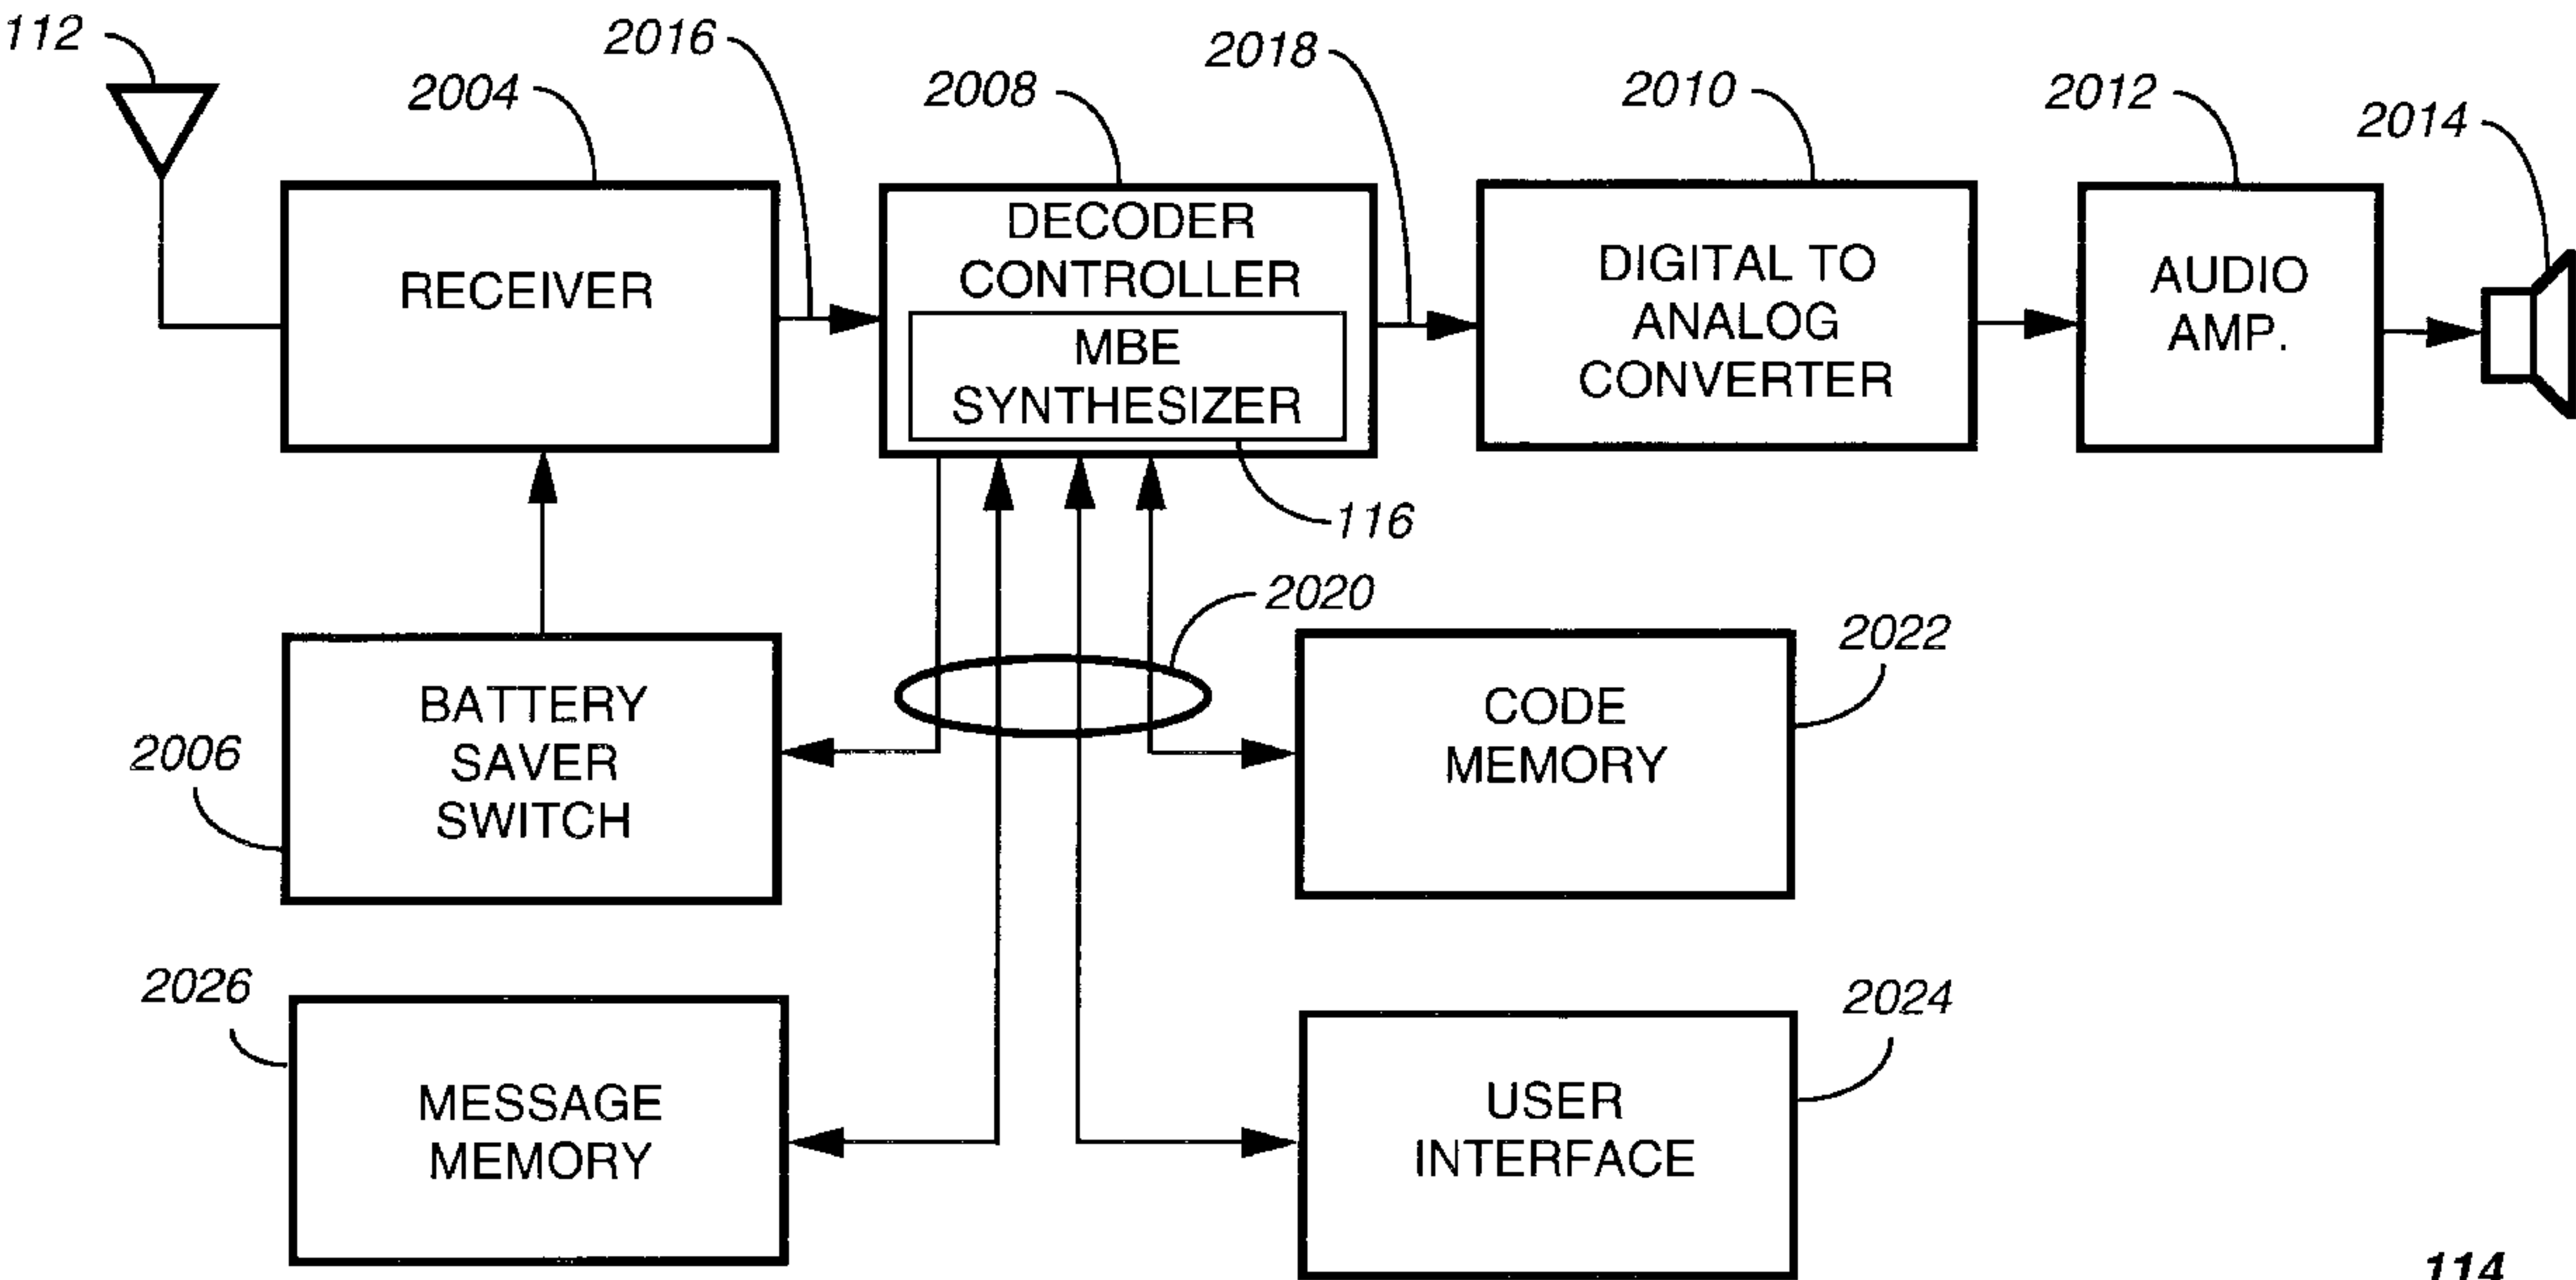 112
2016
2004
2008
2018
2010
2012
2014
RECEIVER
DECODER
CONTROLLER
MBE
SYNTHESIZER
DIGITAL TO
ANALOG
CONVERTER
AUDIO
AMP.
116
2020
BATTERY
SAVER
SWITCH
2006
CODE
MEMORY
2022
2026
MESSAGE
MEMORY
USER
INTERFACE
2024
114